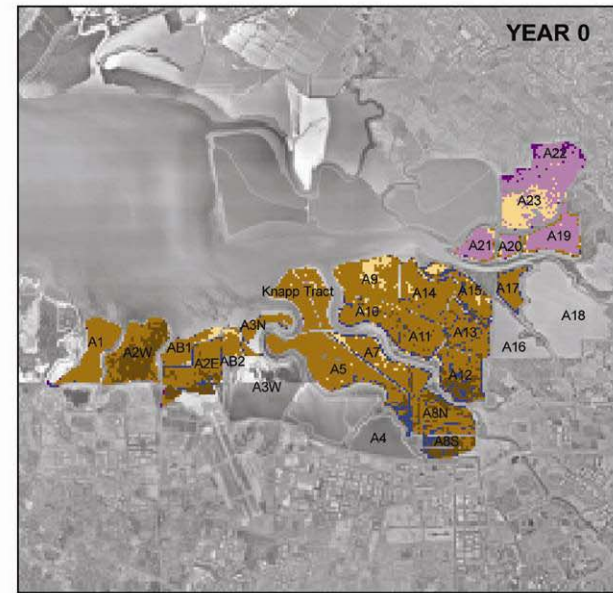 YEAR 0
A22
A23
A21
A20
A19
A9
A14
A15
A17
Knapp Tract
A10
A11
A13
A18
A16
A1
A2W
AB1
A3N
A2E
AB2
A7
A5
A12
A3W
A8N
A4
A8S